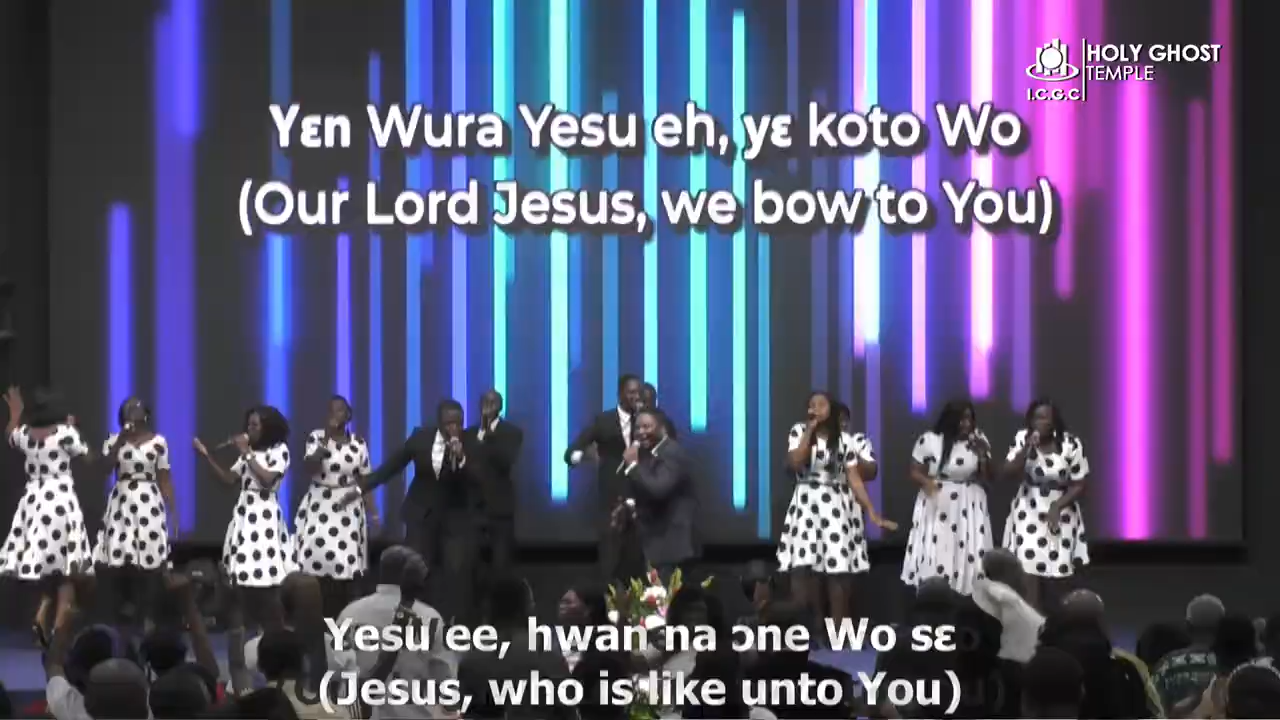 HOLY GHOST
TEMPLE
I.C.G.C
Yɛn Wura Yesu eh, yɛ koto Wo
(Our Lord Jesus, we bow to You)
Yesu ee, hwan na ɔne Wo sɛ
(Jesus, who is like unto You)